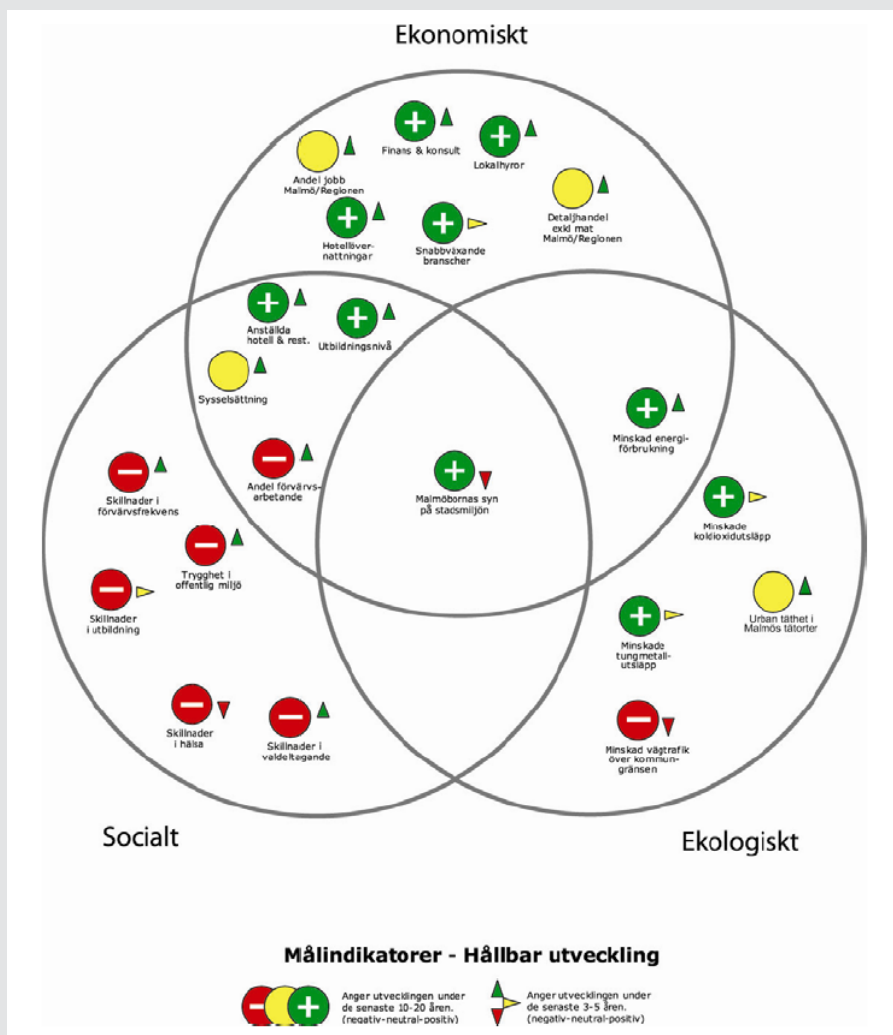 Ekonomiskt
Finans & konsult
Lokalhyror
Andel jobb
Malmö/Regionen
Detaljhandel
exkl mat
Malmö/Regionen
Hotellöver-
nattningar
Snabbväxande
branscher
Anställda
hotell & rest.
Utbildningsnivå
Sysselsättning
Minskad energi-
förbrukning
Andel förvärvs-
arbetande
Malmöbornas syn
på stadsmiljön
Skillnader i
förvärvsfrekvens
Minskade
koldioxidutsläpp
Trygghet i
offentlig miljö
Skillnader
i utbildning
Urban täthet i
Malmös tätorter
Minskade
tungmetall-
utsläpp
Skillnader
i hälsa
Skillnader i
valdeltagande
Minskad vägtrafik
över kommun-
gränsen
Socialt
Ekologiskt
Målindikatorer - Hållbar utveckling
Anger utvecklingen under
de senaste 10-20 åren.
(negativ-neutral-positiv)
Anger utvecklingen under
de senaste 3-5 åren.
(negativ-neutral-positiv)